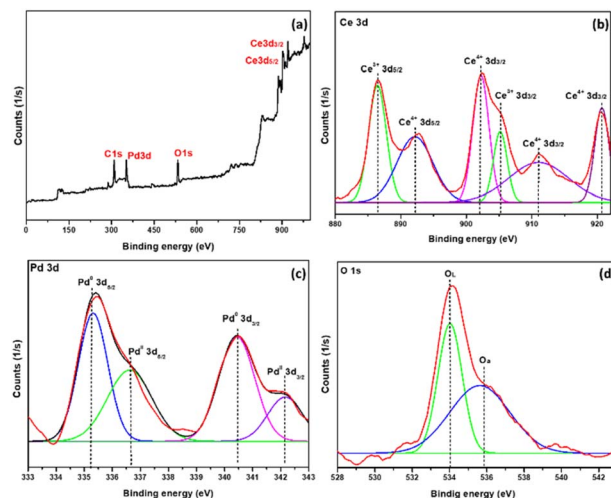 (a)
Ce3d3/2
Ce3d5/2
C1s
Pd3d
O1s
Counts (1/s)
0 150 300 450 600 750 900
Binding energy (eV)
Ce 3d
(b)
Ce³⁺ 3d5/2
Ce⁴⁺ 3d5/2
Ce⁴⁺ 3d3/2
Ce³⁺ 3d3/2
Ce⁴⁺ 3d3/2
Ce⁴⁺ 3d3/2
Counts (1/s)
880 890 900 910 920
Binding energy (eV)
Pd 3d
(c)
Pd⁰ 3d5/2
Pd⁰ 3d5/2
Pd⁰ 3d3/2
Pd⁰ 3d3/2
Counts (1/s)
333 334 335 336 337 338 339 340 341 342 343
Binding energy (eV)
O 1s
(d)
OL
Oa
Counts (1/s)
528 530 532 534 536 538 540 542
Binding energy (eV)